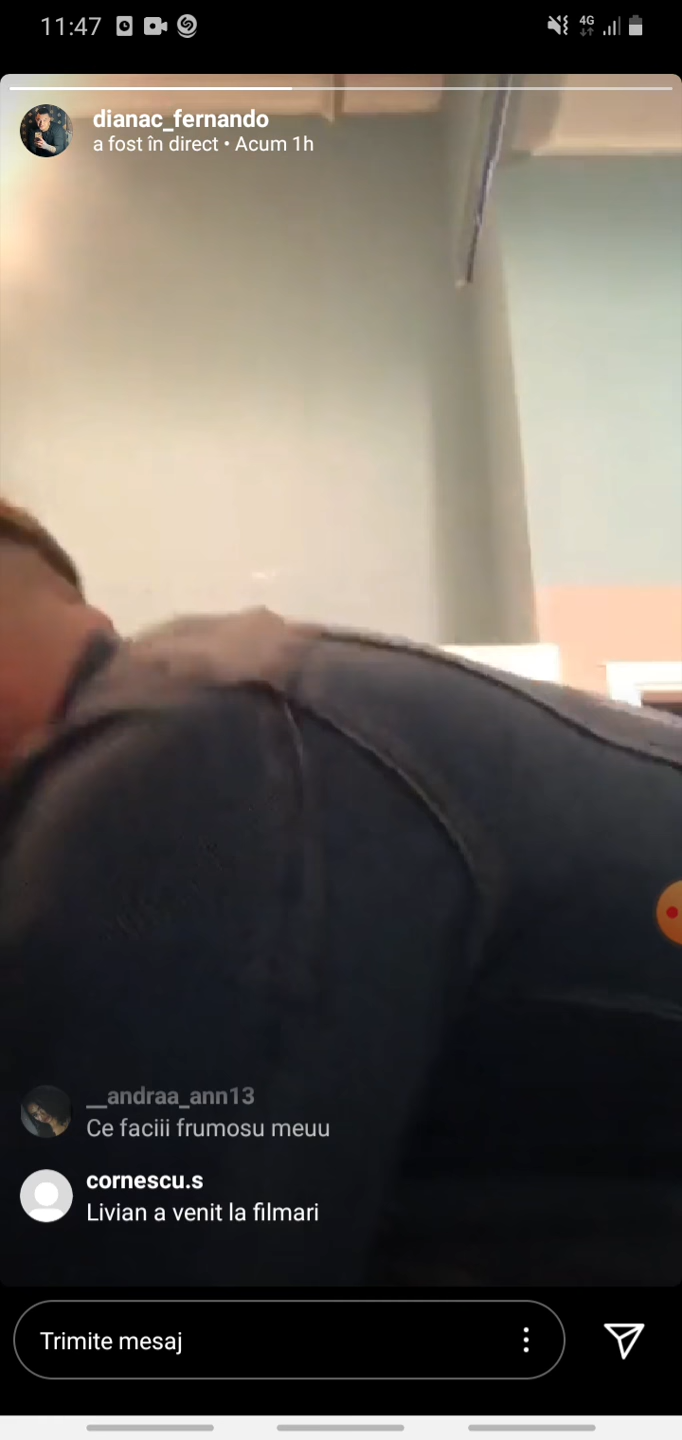 11:47
4G
dianac_fernando
a fost în direct • Acum 1h
__andraa_ann13
Ce faciii frumosu meuu
cornescu.s
Livian a venit la filmari
Trimite mesaj